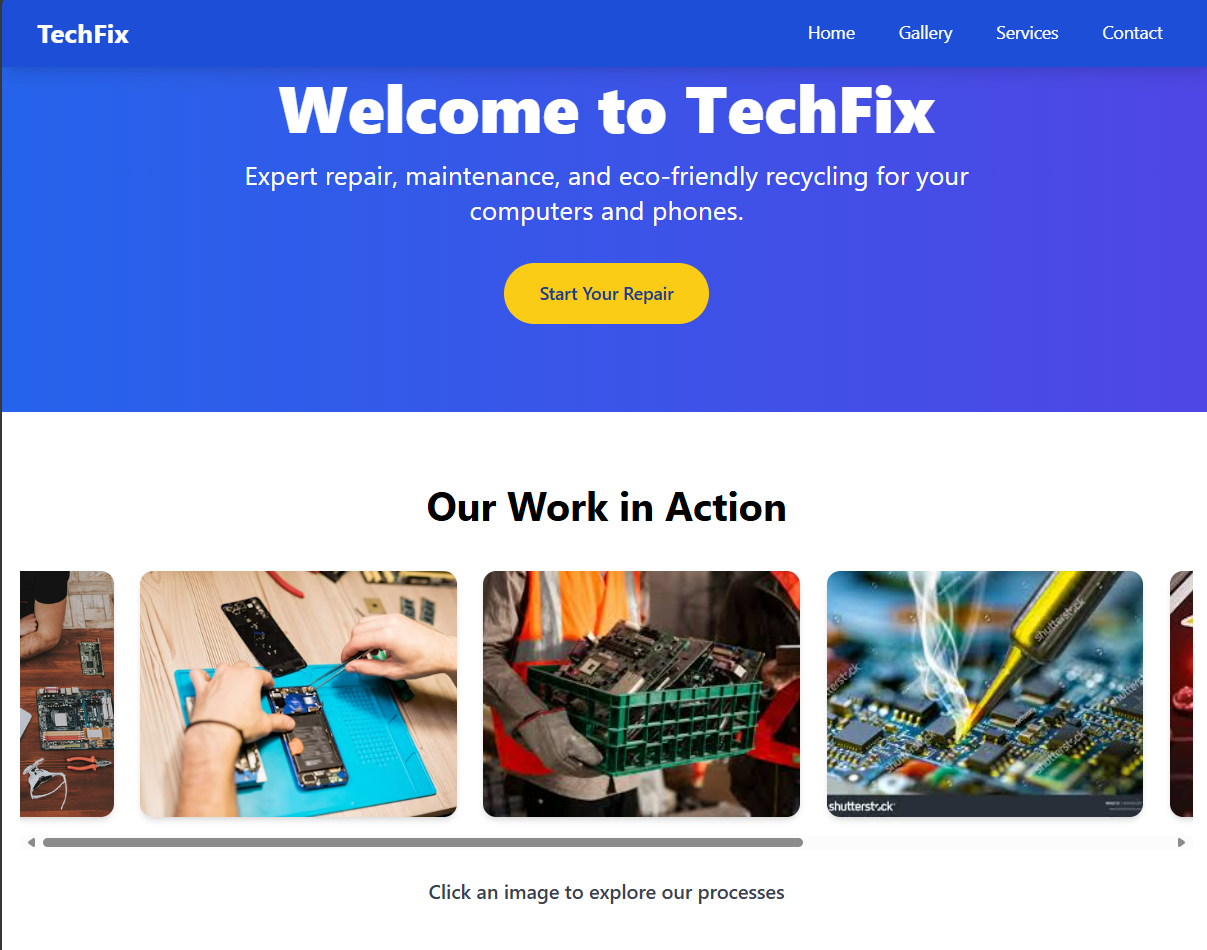 TechFix
Home Gallery Services Contact
Welcome to TechFix
Expert repair, maintenance, and eco-friendly recycling for your
computers and phones.
Start Your Repair
Our Work in Action
shutterstock
shutterstock
shutterstock
Click an image to explore our processes